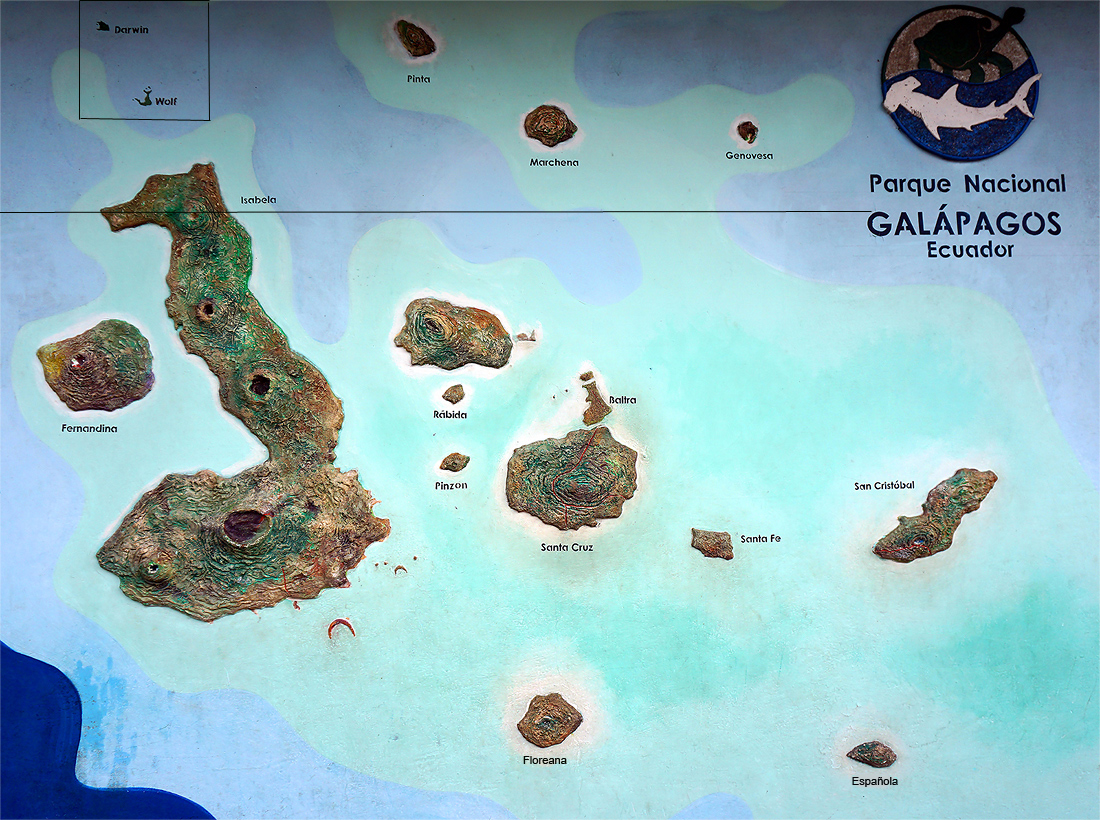 Darwin
Wolf
Pinta
Marchena
Genovesa
Parque Nacional
GALÁPAGOS
Ecuador
Isabela
Fernandina
Rábida
Baltra
Pinzon
San Cristóbal
Santa Cruz
Santa Fe
Floreana
Española